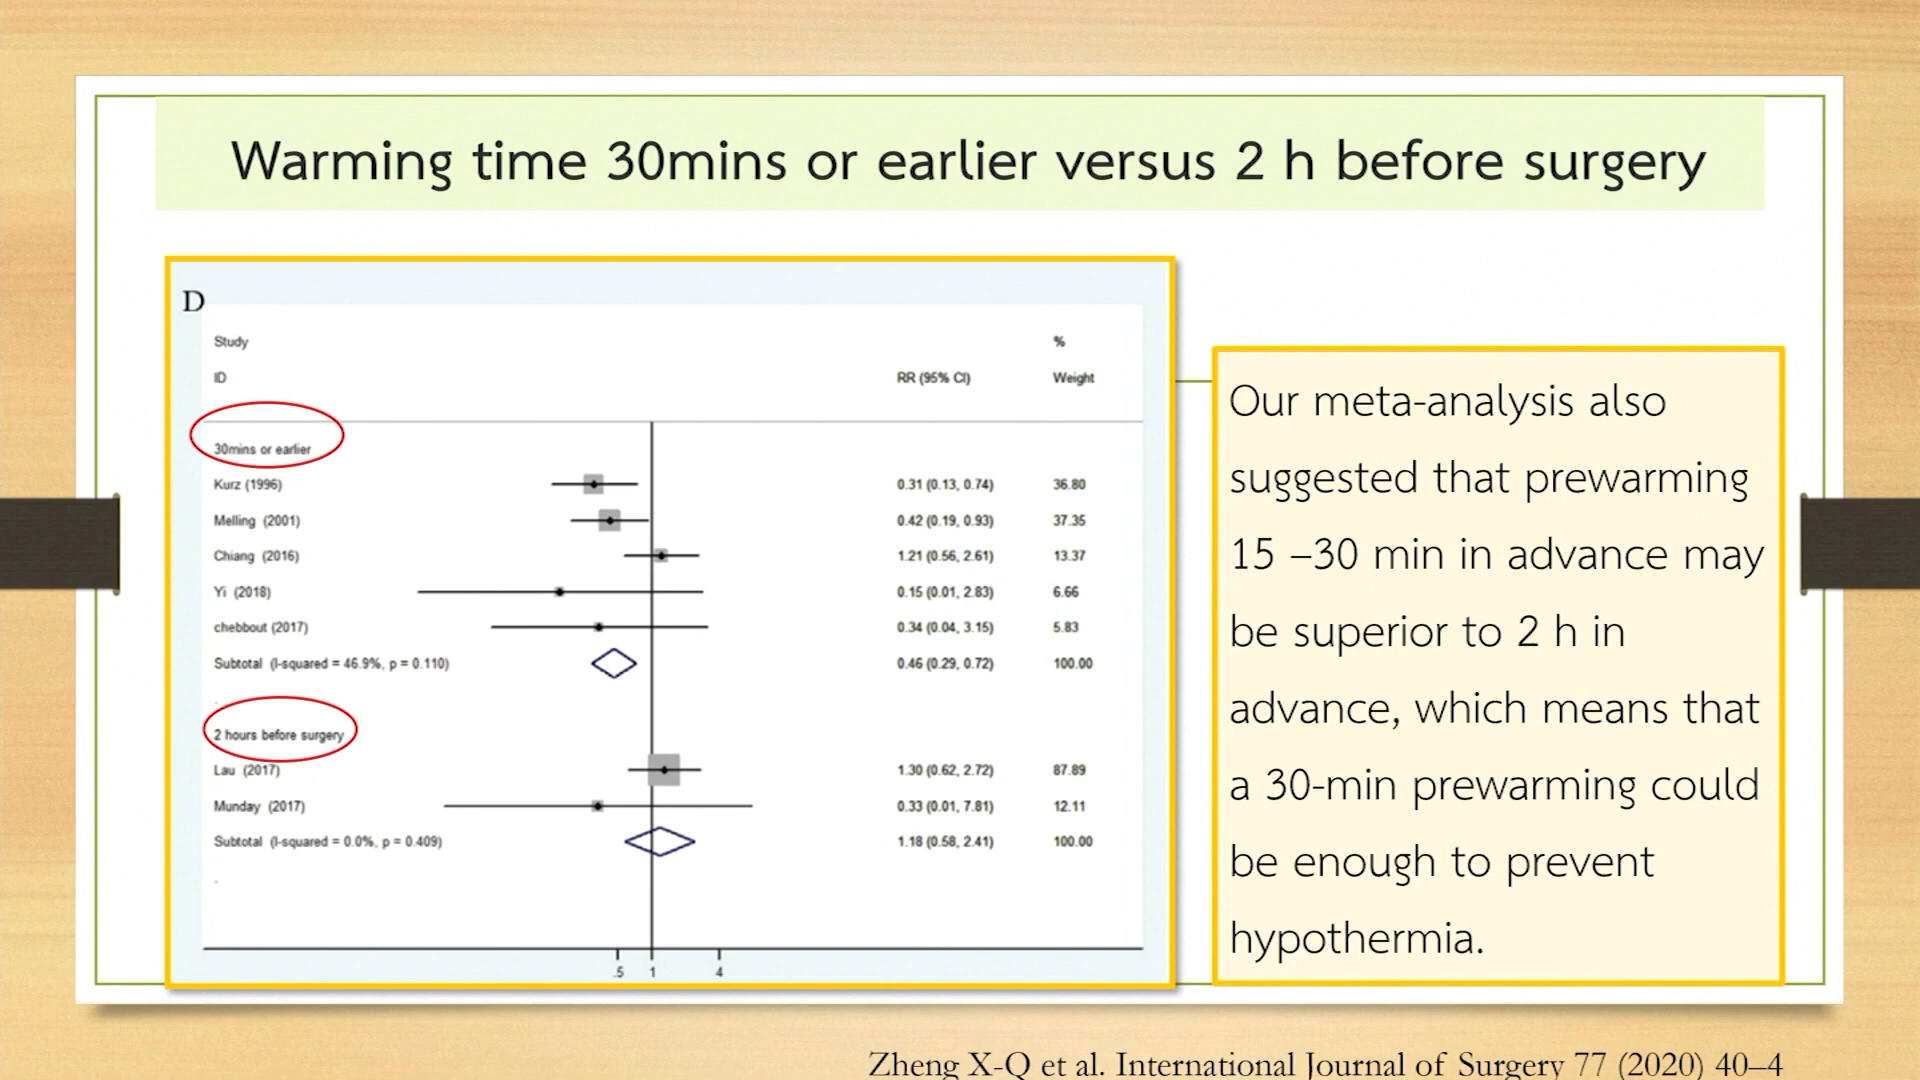 Warming time 30mins or earlier versus 2 h before surgery
D
Study %
ID RR (95% CI) Weight
30mins or earlier
Kurz (1996) 0.31 (0.13, 0.74) 36.80
Melling (2001) 0.42 (0.19, 0.93) 37.35
Chiang (2016) 1.21 (0.56, 2.61) 13.37
Yi (2018) 0.15 (0.01, 2.83) 6.66
chebbout (2017) 0.34 (0.04, 3.15) 5.83
Subtotal (I-squared = 46.9%, p = 0.110) 0.46 (0.29, 0.72) 100.00
.
2 hours before surgery
Lau (2017) 1.30 (0.62, 2.72) 87.89
Munday (2017) 0.33 (0.01, 7.81) 12.11
Subtotal (I-squared = 0.0%, p = 0.409) 1.18 (0.58, 2.41) 100.00
.
.5 1 4
Our meta-analysis also
suggested that prewarming
15 –30 min in advance may
be superior to 2 h in
advance, which means that
a 30-min prewarming could
be enough to prevent
hypothermia.
Zheng X-Q et al. International Journal of Surgery 77 (2020) 40–4